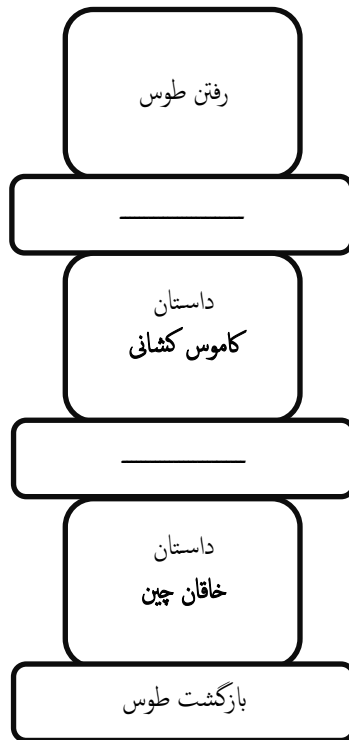 رفتن طوس
داستان
کاموس کشانی
داستان
خاقان چین
بازگشت طوس